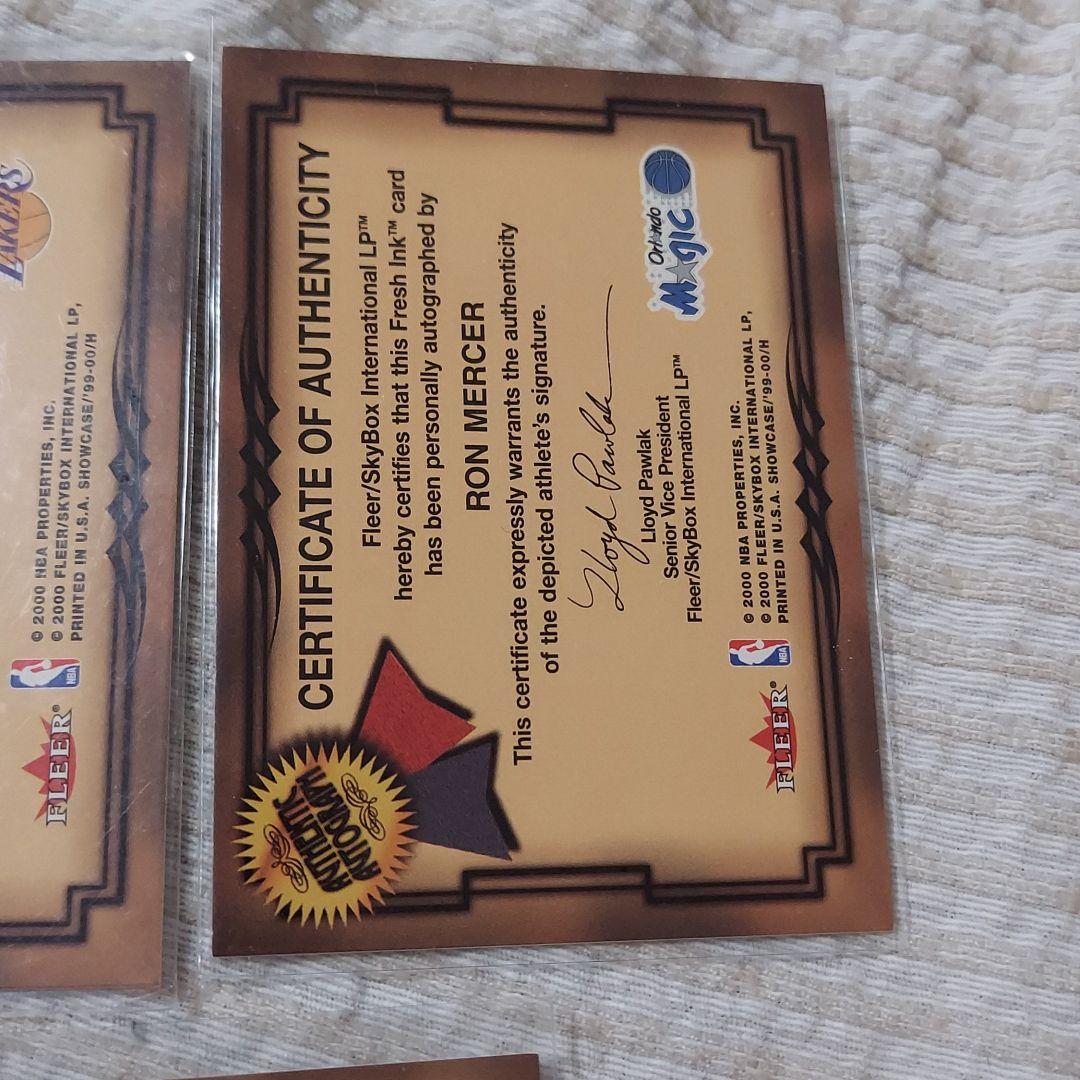 CERTIFICATE OF AUTHENTICITY
Fleer/SkyBox International LP™
hereby certifies that this Fresh Ink™ card
has been personally autographed by
RON MERCER
This certificate expressly warrants the authenticity
of the depicted athlete's signature.
Lloyd Pawlak
Lloyd Pawlak
Senior Vice President
Fleer/SkyBox International LP™
Orlando
MAGIC
AUTHENTIC
AUTOGRAPH
FLEER®
NBA
© 2000 NBA PROPERTIES, INC.
© 2000 FLEER/SKYBOX INTERNATIONAL LP,
PRINTED IN U.S.A. SHOWCASE/'99-00/H
LAKERS
FLEER®
NBA
© 2000 NBA PROPERTIES, INC.
© 2000 FLEER/SKYBOX INTERNATIONAL LP,
PRINTED IN U.S.A. SHOWCASE/'99-00/H